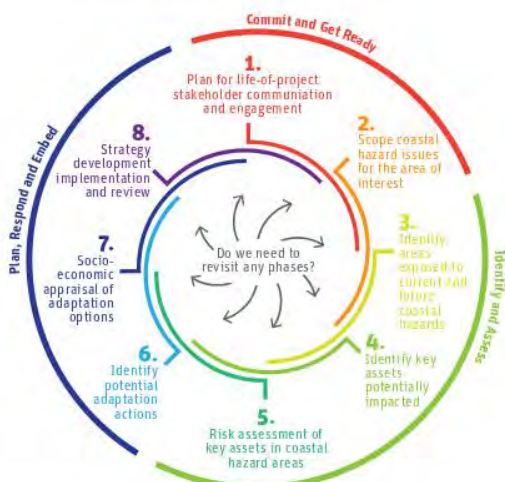 Commit and Get Ready
1.
Plan for life-of-project
stakeholder communiation
and engagement
2.
Scope coastal
hazard issues
for the area of
interest
3.
Identify
areas
exposed to
current and
future
coastal
hazards
Identify and Assess
4.
Identify key
assets
potentially
impacted
5.
Risk assessment of
key assets in coastal
hazard areas
6.
Identify
potential
adaptation
actions
7.
Socio-
economic
appraisal of
adaptation
options
8.
Strategy
development
implementation
and review
Plan, Respond and Embed
Do we need to
revisit any phases?